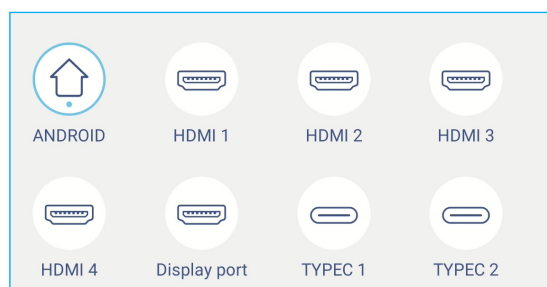 ANDROID HDMI 1 HDMI 2 HDMI 3
HDMI 4 Display port TYPEC 1 TYPEC 2